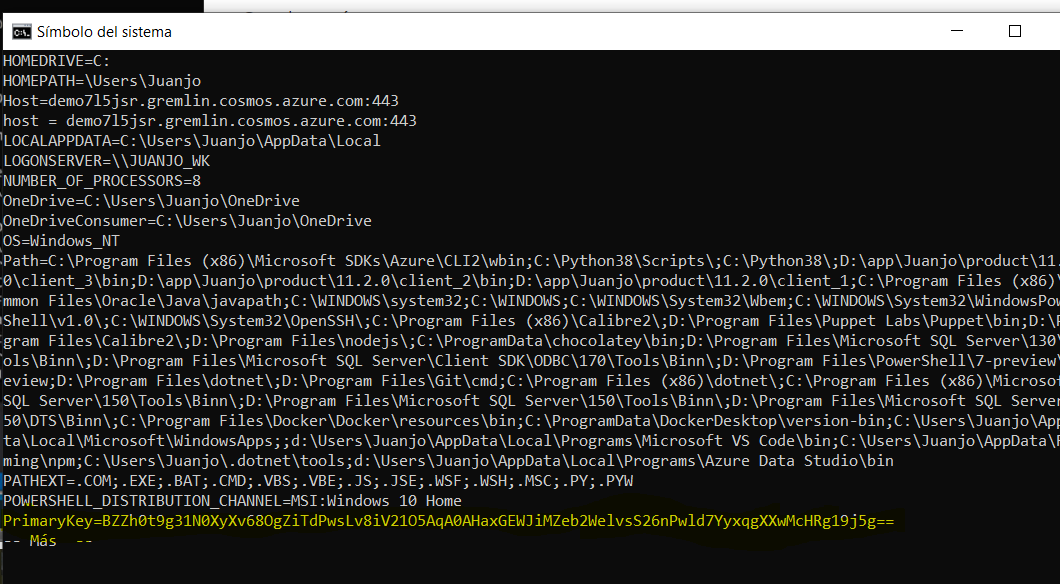 Símbolo del sistema
HOMEDRIVE=C:
HOMEPATH=\Users\Juanjo
Host=demo7l5jsr.gremlin.cosmos.azure.com:443
host = demo7l5jsr.gremlin.cosmos.azure.com:443
LOCALAPPDATA=C:\Users\Juanjo\AppData\Local
LOGONSERVER=\\JUANJO_WK
NUMBER_OF_PROCESSORS=8
OneDrive=C:\Users\Juanjo\OneDrive
OneDriveConsumer=C:\Users\Juanjo\OneDrive
OS=Windows_NT
Path=C:\Program Files (x86)\Microsoft SDKs\Azure\CLI2\wbin;C:\Python38\Scripts\;C:\Python38\;D:\app\Juanjo\product\11.
0\client_3\bin;D:\app\Juanjo\product\11.2.0\client_2\bin;D:\app\Juanjo\product\11.2.0\client_1;C:\Program Files (x86)\
mmon Files\Oracle\Java\javapath;C:\WINDOWS\system32;C:\WINDOWS;C:\WINDOWS\System32\Wbem;C:\WINDOWS\System32\WindowsPow
Shell\v1.0\;C:\WINDOWS\System32\OpenSSH\;C:\Program Files (x86)\Calibre2\;D:\Program Files\Puppet Labs\Puppet\bin;D:\P
gram Files\Calibre2\;D:\Program Files\nodejs\;C:\ProgramData\chocolatey\bin;D:\Program Files\Microsoft SQL Server\130\
ols\Binn\;D:\Program Files\Microsoft SQL Server\Client SDK\ODBC\170\Tools\Binn\;D:\Program Files\PowerShell\7-preview\
eview;D:\Program Files\dotnet\;D:\Program Files\Git\cmd;C:\Program Files (x86)\dotnet\;C:\Program Files (x86)\Microsof
SQL Server\150\Tools\Binn\;D:\Program Files\Microsoft SQL Server\150\Tools\Binn\;D:\Program Files\Microsoft SQL Server
50\DTS\Binn\;C:\Program Files\Docker\Docker\resources\bin;C:\ProgramData\DockerDesktop\version-bin;C:\Users\Juanjo\App
ta\Local\Microsoft\WindowsApps;;d:\Users\Juanjo\AppData\Local\Programs\Microsoft VS Code\bin;C:\Users\Juanjo\AppData\R
ming\npm;C:\Users\Juanjo\.dotnet\tools;d:\Users\Juanjo\AppData\Local\Programs\Azure Data Studio\bin
PATHEXT=.COM;.EXE;.BAT;.CMD;.VBS;.VBE;.JS;.JSE;.WSF;.WSH;.MSC;.PY;.PYW
POWERSHELL_DISTRIBUTION_CHANNEL=MSI:Windows 10 Home
PrimaryKey=BZZh0t9g31N0XyXv68OgZiTdPwsLv8iV21O5AqA0AHaxGEWJiMZeb2WelvsS26nPwld7YyxqgXXwMcHRg19j5g==
-- Más  --